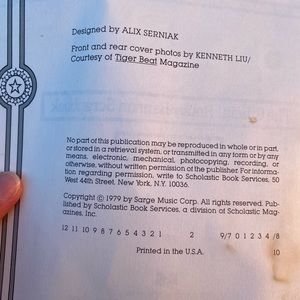 Designed by ALIX SERNIAK
Front and rear cover photos by KENNETH LIU/
Courtesy of Tiger Beat Magazine
No part of this publication may be reproduced in whole or in part,
or stored in a retrieval system, or transmitted in any form or by any
means, electronic, mechanical, photocopying, recording, or
otherwise, without written permission of the publisher. For informa-
tion regarding permission, write to Scholastic Book Services, 50
West 44th Street, New York, N.Y. 10036.
Copyright © 1979 by Sarge Music Corp. All rights reserved. Pub-
lished by Scholastic Book Services, a division of Scholastic Mag-
azines, Inc.
12 11 10 9 8 7 6 5 4 3 2 1 2 9/7 0 1 2 3 4 /8
Printed in the U.S.A. 10